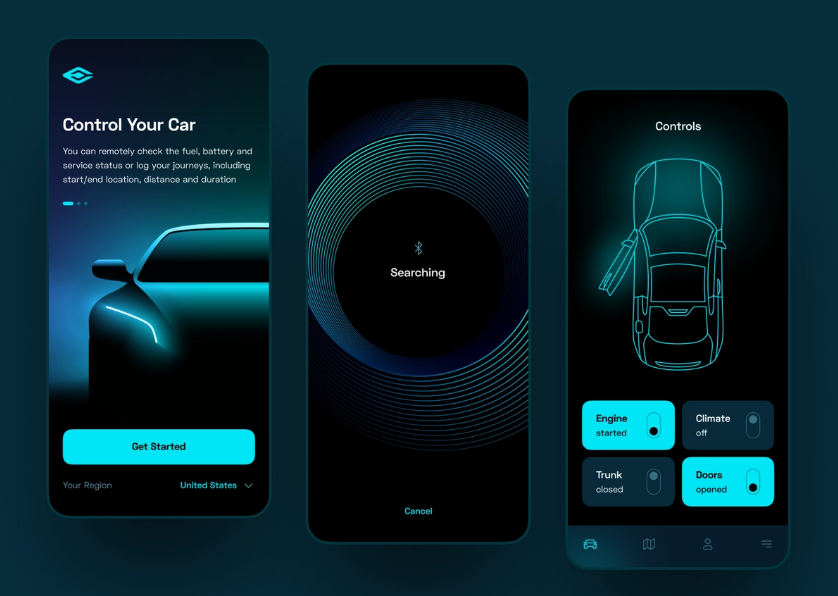 Control Your Car
You can remotely check the fuel, battery and
service status or log your journeys, including
start/end location, distance and duration
Get Started
Your Region
United States
Searching
Cancel
Controls
Engine
started
Climate
off
Trunk
closed
Doors
opened